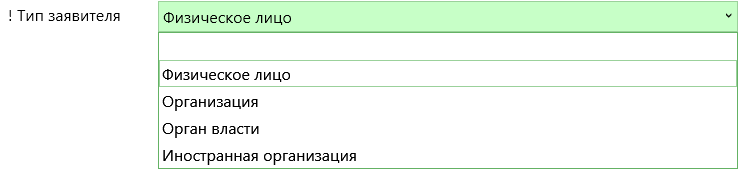 ! Тип заявителя Физическое лицо
Физическое лицо
Организация
Орган власти
Иностранная организация